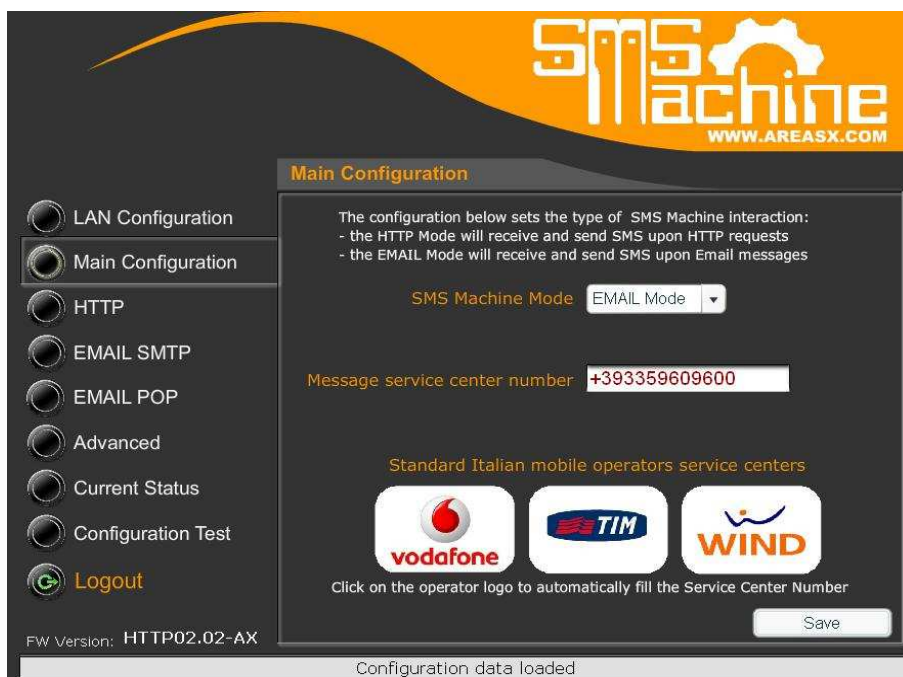 SMS Machine
WWW.AREASX.COM
Main Configuration
LAN Configuration
Main Configuration
HTTP
EMAIL SMTP
EMAIL POP
Advanced
Current Status
Configuration Test
Logout
FW Version: HTTP02.02-AX
The configuration below sets the type of SMS Machine interaction:
- the HTTP Mode will receive and send SMS upon HTTP requests
- the EMAIL Mode will receive and send SMS upon Email messages
SMS Machine Mode EMAIL Mode
Message service center number +393359609600
Standard Italian mobile operators service centers
vodafone TIM WIND
Click on the operator logo to automatically fill the Service Center Number
Save
Configuration data loaded